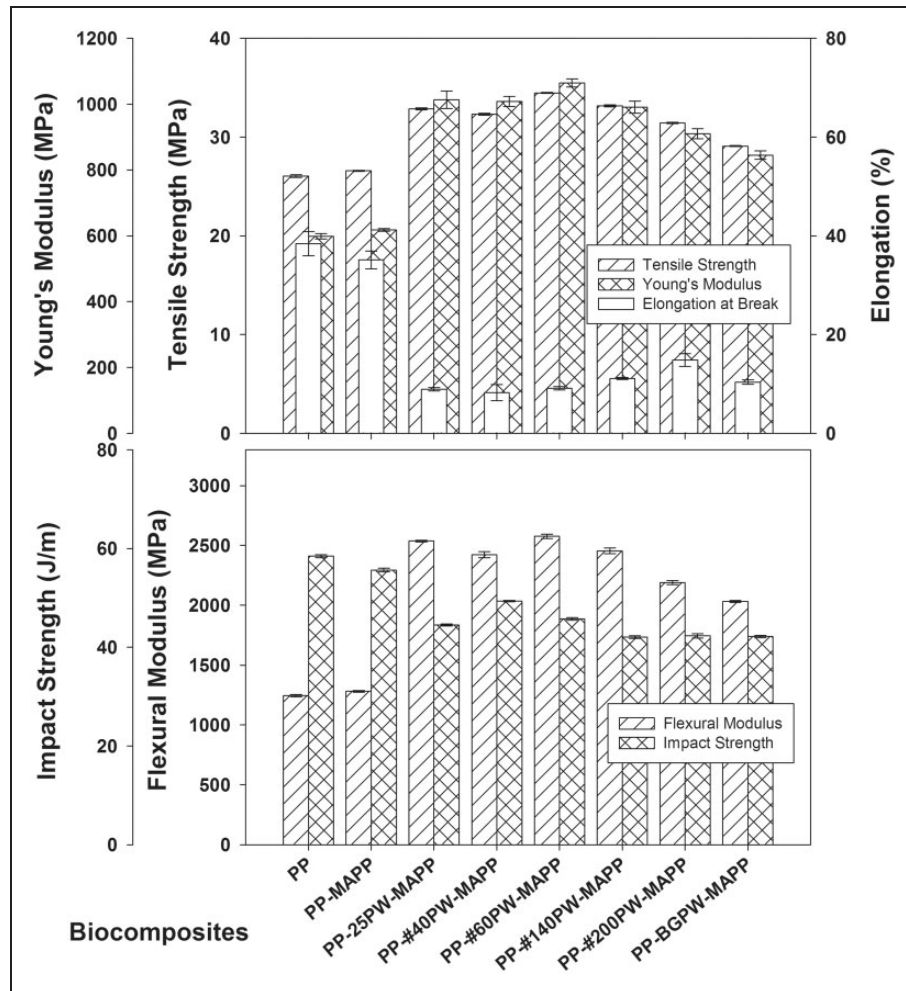 1200
1000
800
600
400
200
0
Young's Modulus (MPa)
40
30
20
10
0
Tensile Strength (MPa)
80
60
40
20
0
Elongation (%)
Tensile Strength
Young's Modulus
Elongation at Break
80
60
40
20
0
Impact Strength (J/m)
3000
2500
2000
1500
1000
500
0
Flexural Modulus (MPa)
Flexural Modulus
Impact Strength
PP
PP-MAPP
PP-25PW-MAPP
PP-#40PW-MAPP
PP-#60PW-MAPP
PP-#140PW-MAPP
PP-#200PW-MAPP
PP-BGPW-MAPP
Biocomposites